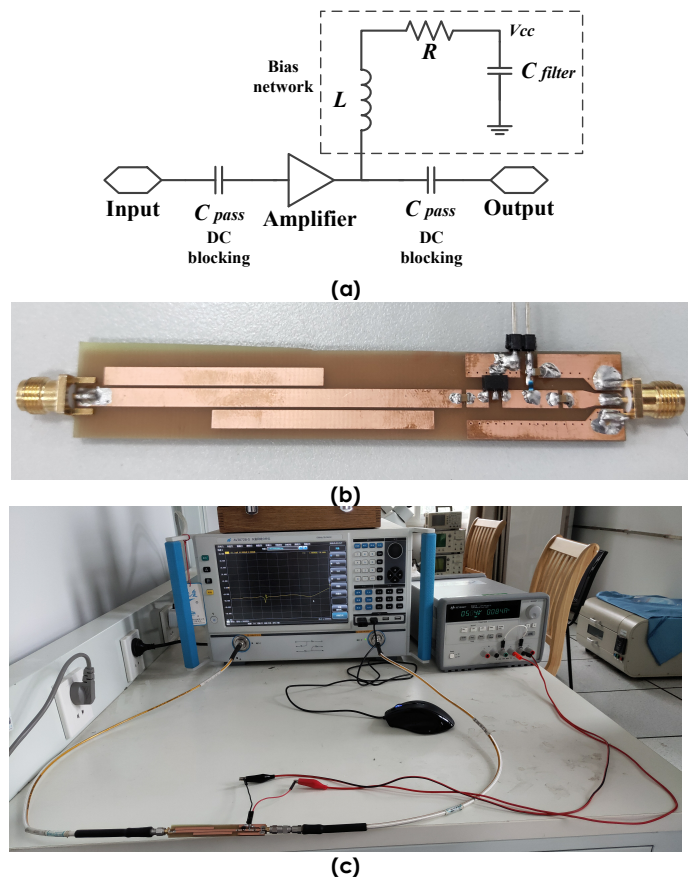 Bias
network
L
R
Vcc
C filter
Input
C pass
DC
blocking
Amplifier
C pass
DC
blocking
Output
(a)
(b)
(c)